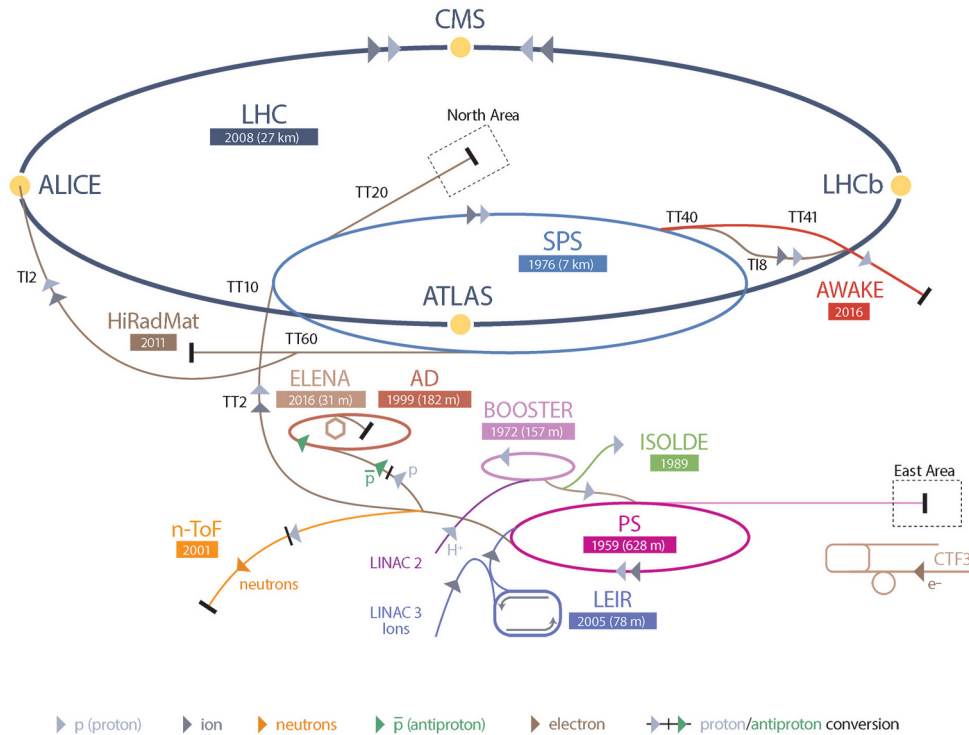 CMS
LHC
2008 (27 km)
North Area
ALICE
TT20
LHCb
TT40
TT41
SPS
1976 (7 km)
TI2
TT10
TI8
ATLAS
AWAKE
2016
HiRadMat
2011
TT60
ELENA
2016 (31 m)
AD
1999 (182 m)
TT2
BOOSTER
1972 (157 m)
ISOLDE
1989
p̅
p
East Area
n-ToF
2001
neutrons
LINAC 2
H⁺
PS
1959 (628 m)
CTF3
e⁻
LINAC 3
Ions
LEIR
2005 (78 m)
p (proton)
ion
neutrons
p̅ (antiproton)
electron
proton/antiproton conversion